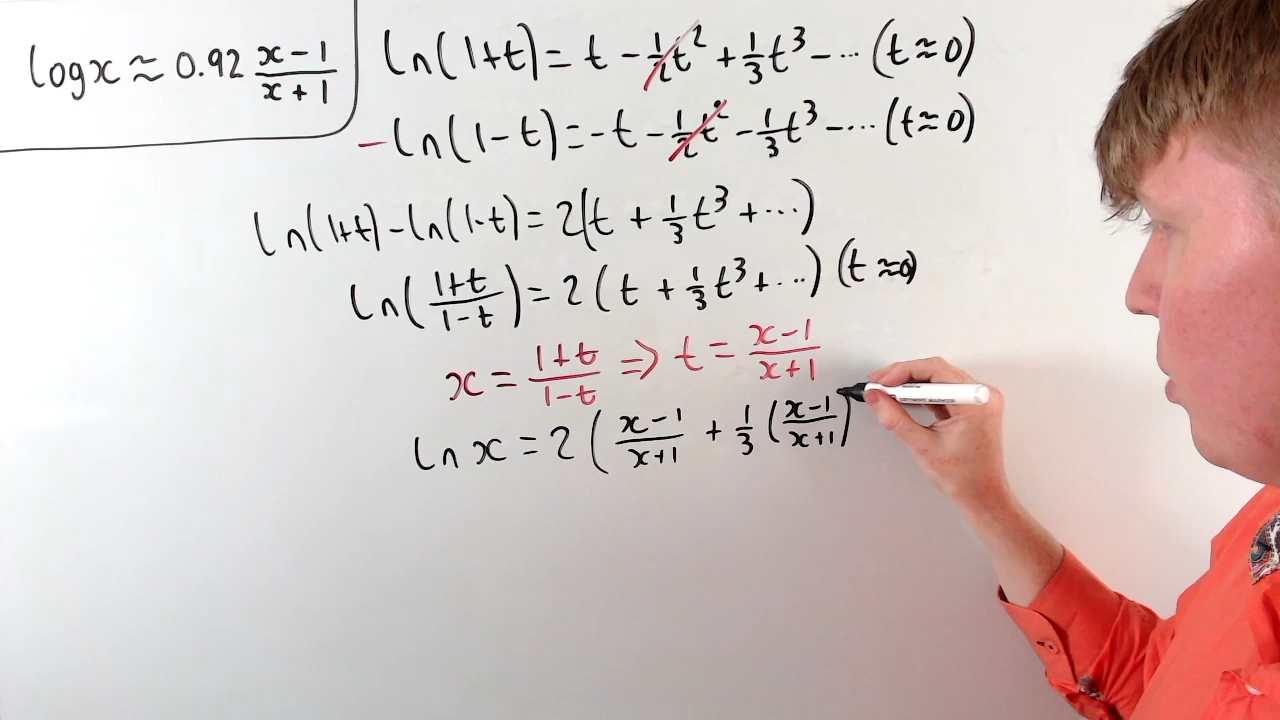 log x ≈ 0.92 (x-1)/(x+1)
ln(1+t) = t - ½t² + ⅓t³ - ... (t≈0)
-ln(1-t) = -t - ½t² - ⅓t³ - ... (t≈0)
ln(1+t)-ln(1-t) = 2(t + ⅓t³ + ...)
ln((1+t)/(1-t)) = 2(t + ⅓t³ + ...) (t≈0)
x = (1+t)/(1-t) ⇒ t = (x-1)/(x+1)
ln x = 2((x-1)/(x+1) + ⅓((x-1)/(x+1))